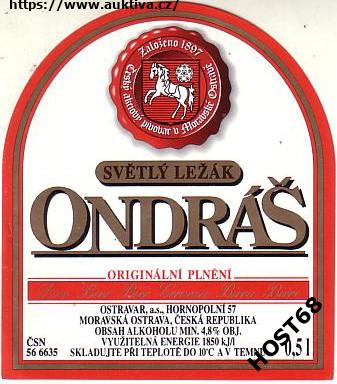 https://www.auktiva.cz/
Založeno 1897
Český akciový pivovar v Moravské Ostravě
SVĚTLÝ LEŽÁK
ONDRÁŠ
ORIGINÁLNÍ PLNĚNÍ
OSTRAVAR, a.s., HORNOPOLNÍ 57
MORAVSKÁ OSTRAVA, ČESKÁ REPUBLIKA
OBSAH ALKOHOLU MIN. 4,8% OBJ.
VYUŽITELNÁ ENERGIE 1850 kJ/l
SKLADUJTE PŘI TEPLOTĚ DO 10°C A V TEMNU
ČSN
56 6635
0,5 l
HOST68